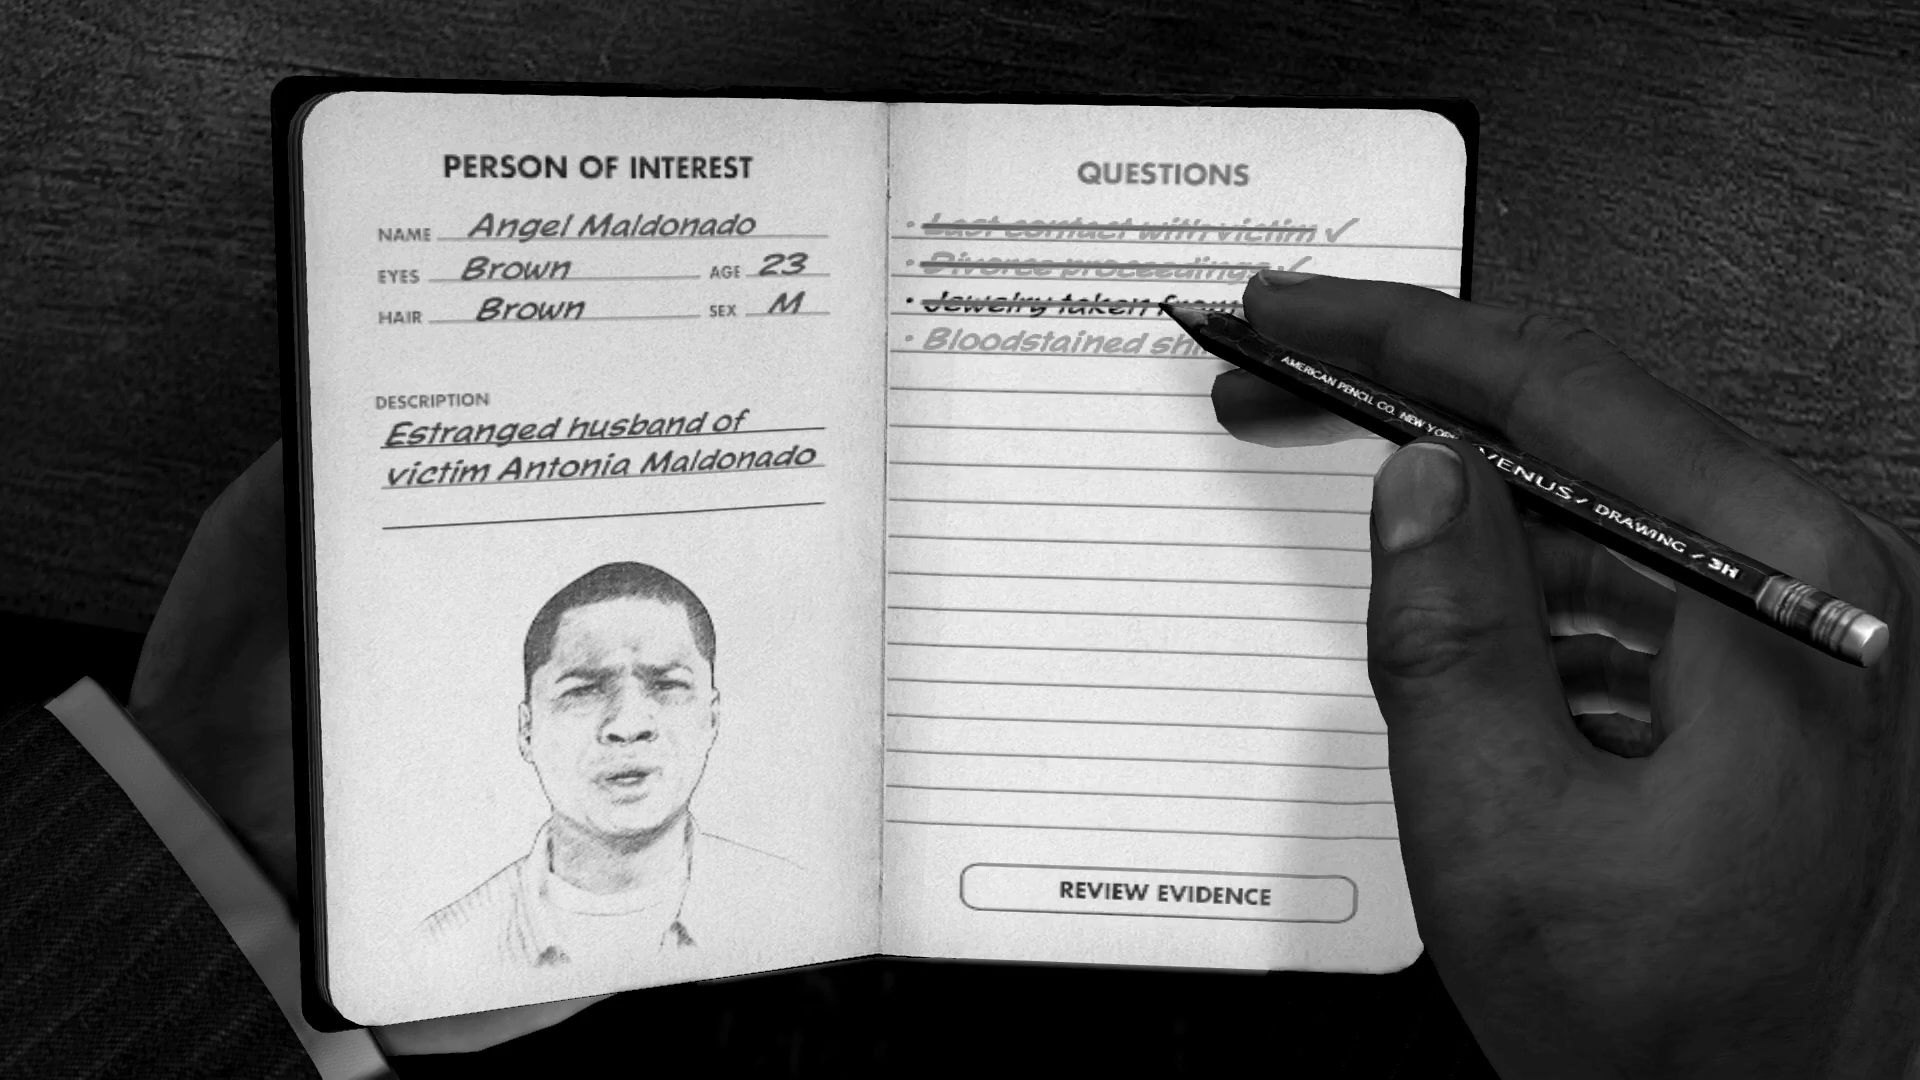 PERSON OF INTEREST
NAME Angel Maldonado
EYES Brown AGE 23
HAIR Brown SEX M
DESCRIPTION
Estranged husband of
victim Antonia Maldonado
QUESTIONS
• Last contact with victim ✓
• Divorce proceedings ✓
• Jewelry taken from
• Bloodstained
REVIEW EVIDENCE
AMERICAN PENCIL CO. NEW YORK
VENUS / DRAWING / 3H